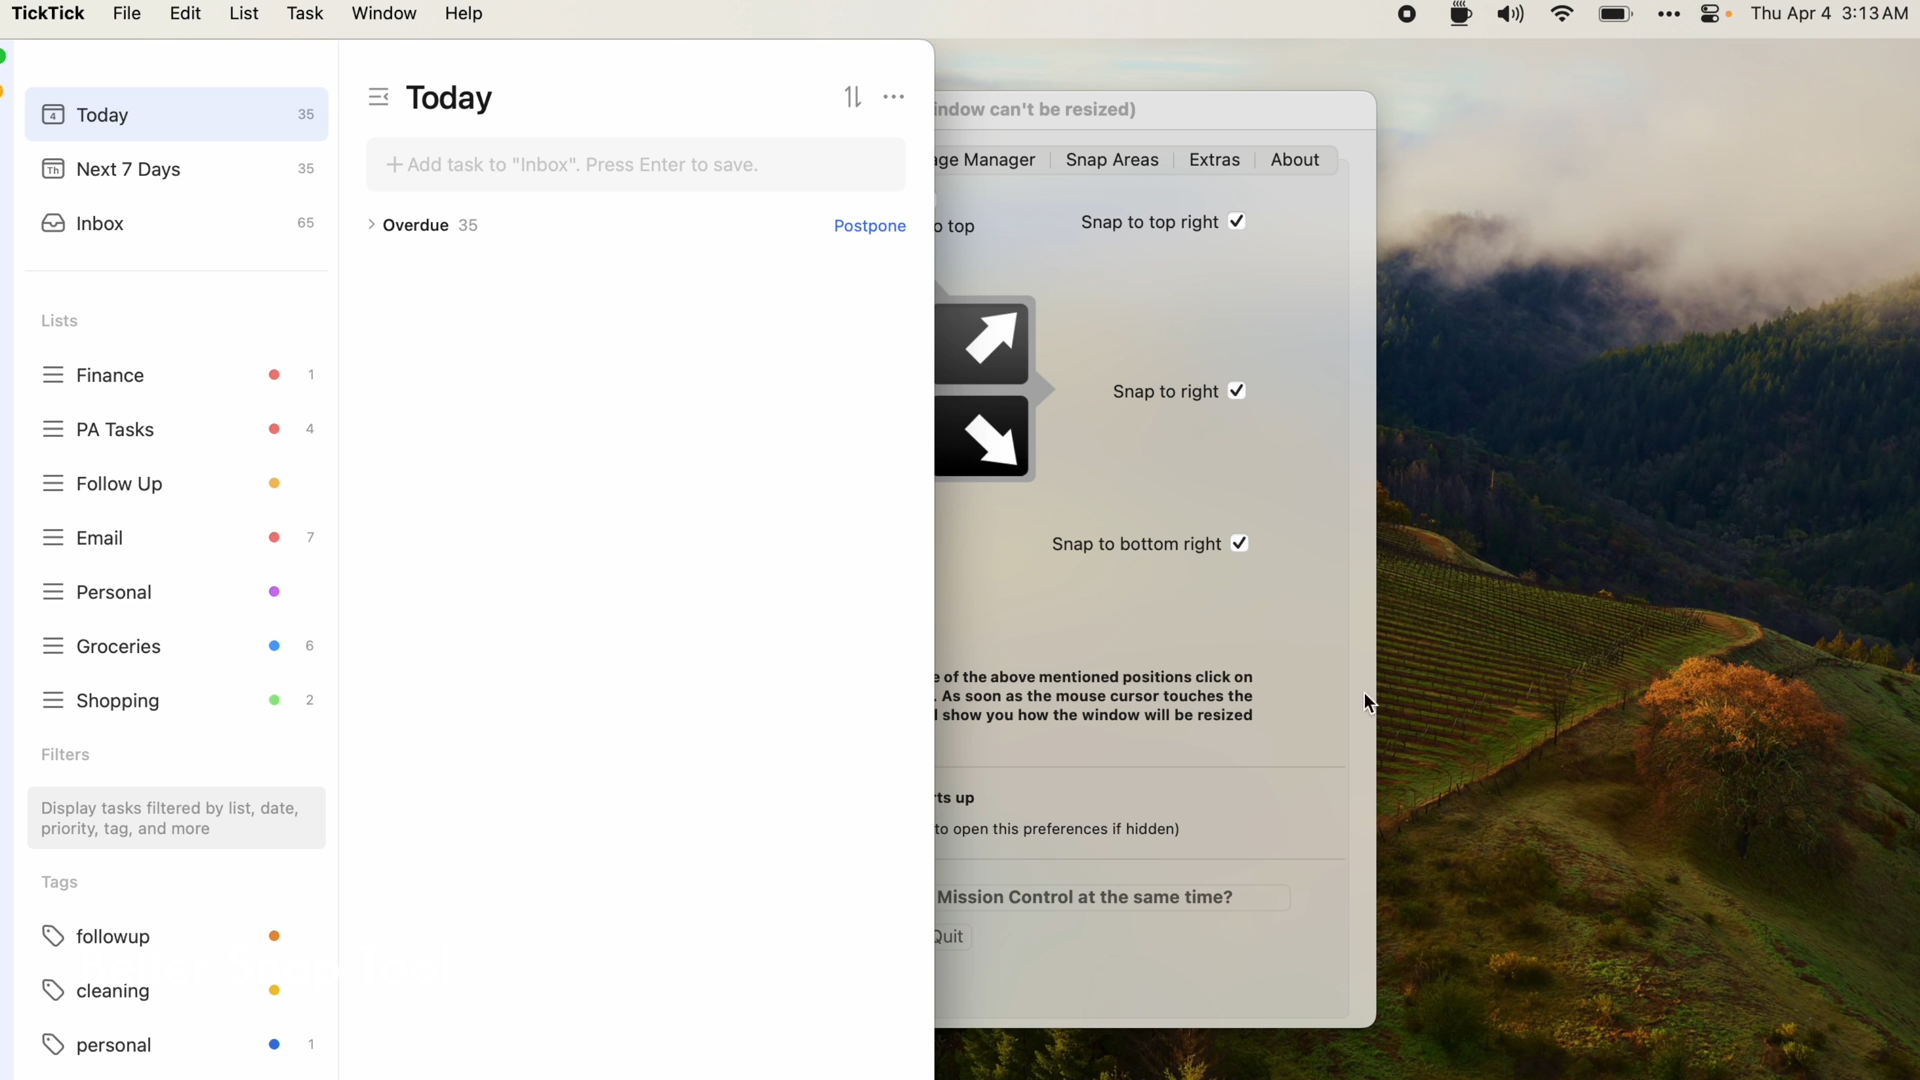 TickTick File Edit List Task Window Help
Thu Apr 4 3:13 AM
4 Today 35
Th Next 7 Days 35
Inbox 65
Lists
Finance 1
PA Tasks 4
Follow Up
Email 7
Personal
Groceries 6
Shopping 2
Filters
Display tasks filtered by list, date,
priority, tag, and more
Tags
followup
cleaning
personal 1
Today
+ Add task to "Inbox". Press Enter to save.
Overdue 35 Postpone
indow can't be resized)
age Manager Snap Areas Extras About
o top
Snap to top right
Snap to right
Snap to bottom right
e of the above mentioned positions click on
. As soon as the mouse cursor touches the
l show you how the window will be resized
rts up
to open this preferences if hidden)
Mission Control at the same time?
Quit